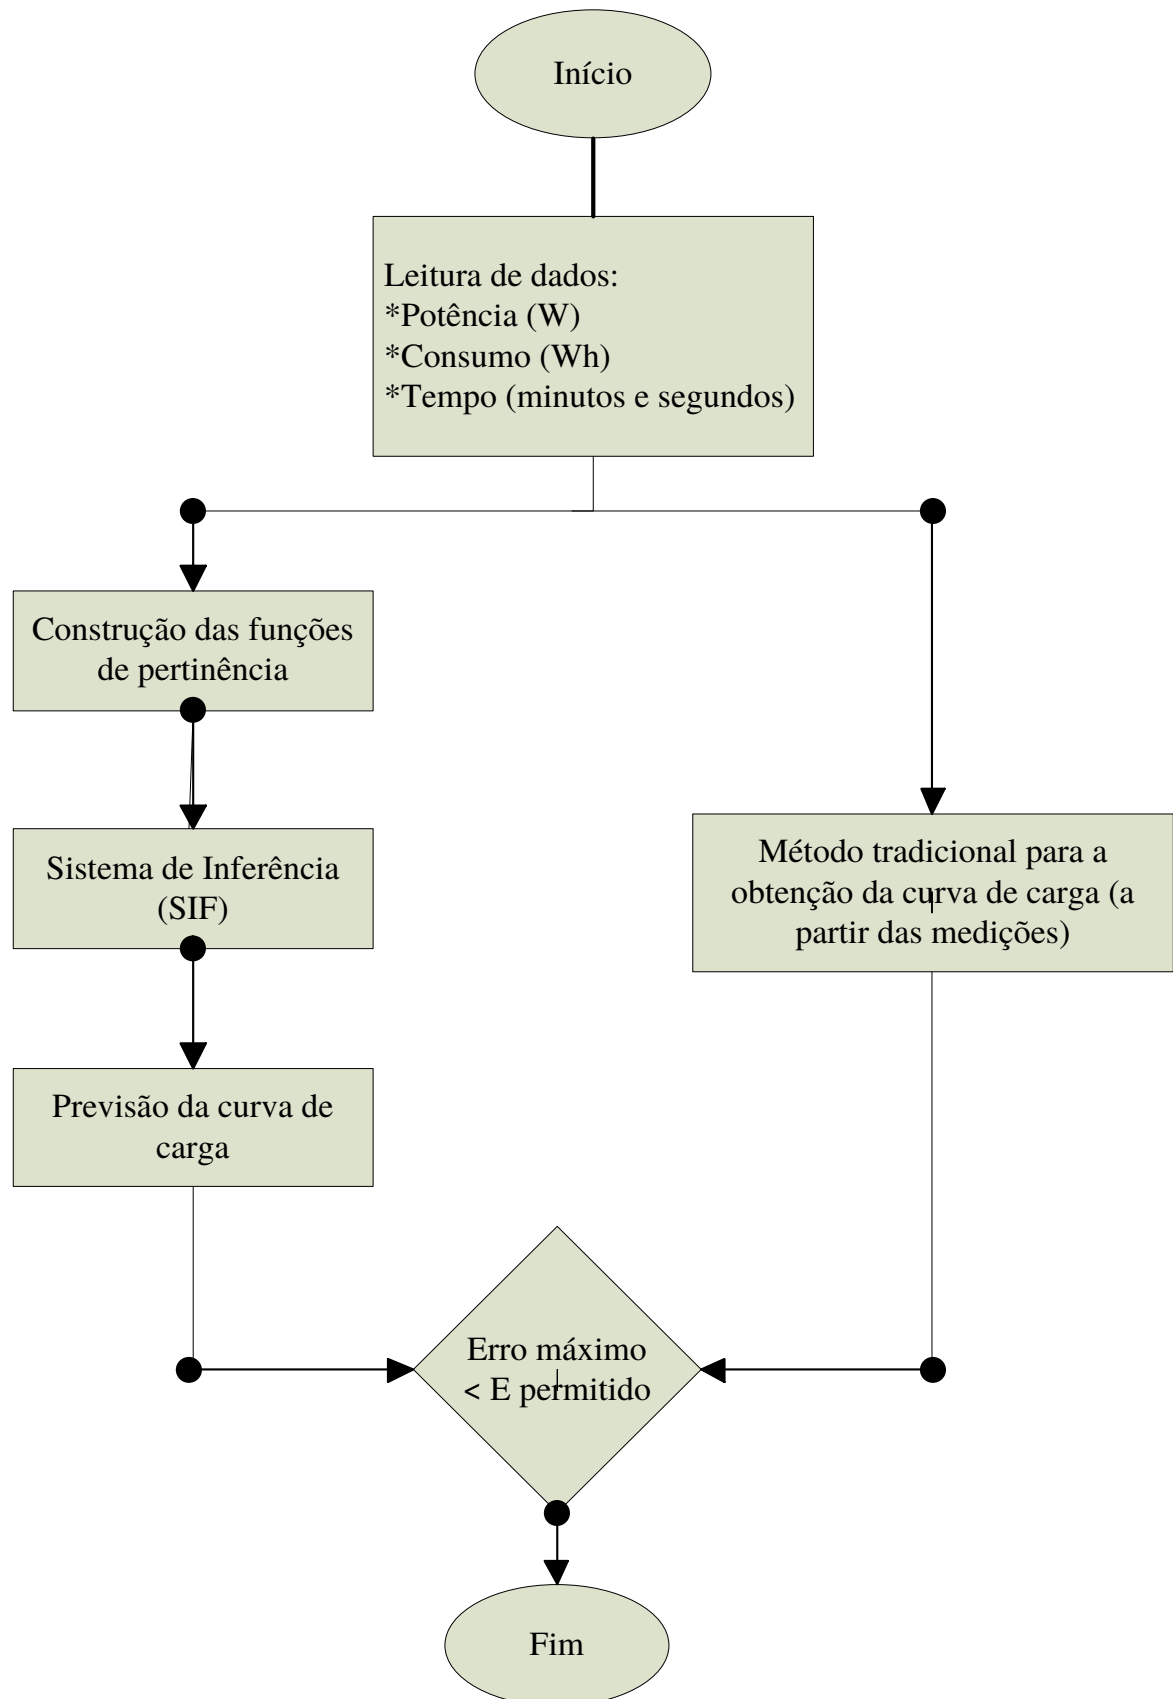 Início
Leitura de dados:
*Potência (W)
*Consumo (Wh)
*Tempo (minutos e segundos)
Construção das funções
de pertinência
Sistema de Inferência
(SIF)
Método tradicional para a
obtenção da curva de carga (a
partir das medições)
Previsão da curva de
carga
Erro máximo
< E permitido
Fim